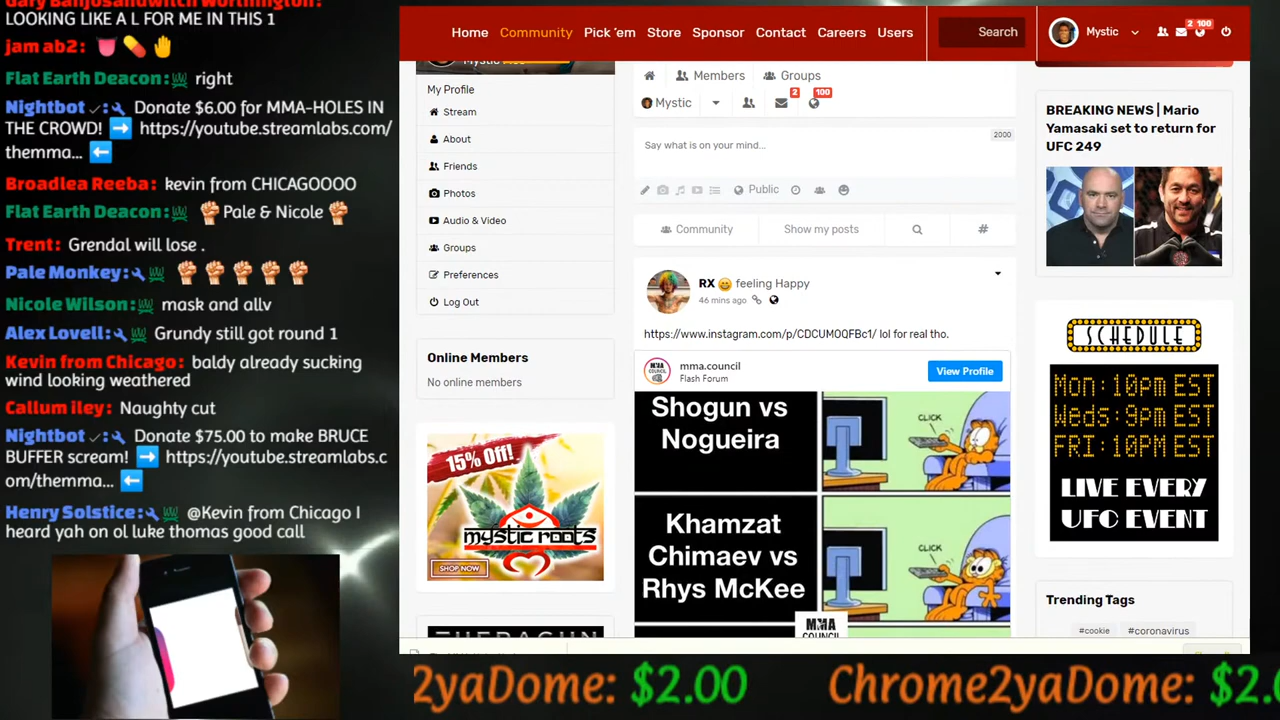 Gary Banjosandwitch Worthington:
LOOKING LIKE A L FOR ME IN THIS 1
jam ab2: 👅 💊 🤚
Flat Earth Deacon: right
Nightbot ✓: Donate $6.00 for MMA-HOLES IN
THE CROWD! ➡️ https://youtube.streamlabs.com/
themma... ⬅️
Broadlea Reeba: kevin from CHICAGOOOO
Flat Earth Deacon: ✊🏼Pale & Nicole✊🏼
Trent: Grendal will lose .
Pale Monkey: ✊🏼✊🏼✊🏼✊🏼✊🏼
Nicole Wilson: mask and allv
Alex Lovell: Grundy still got round 1
Kevin from Chicago: baldy already sucking
wind looking weathered
Callum iley: Naughty cut
Nightbot ✓: Donate $75.00 to make BRUCE
BUFFER scream! ➡️ https://youtube.streamlabs.c
om/themma... ⬅️
Henry Solstice: @Kevin from Chicago I
heard yah on ol luke thomas good call
Home Community Pick 'em Store Sponsor Contact Careers Users
Search
Mystic
2 100
My Profile
Stream
About
Friends
Photos
Audio & Video
Groups
Preferences
Log Out
Online Members
No online members
15% Off!
mystic roots
SHOP NOW
THERAGUN
Members Groups
Mystic 2 100
Say what is on your mind...
2000
Public
Community Show my posts #
RX 😀 feeling Happy
46 mins ago
https://www.instagram.com/p/CDCUM0QFBc1/ lol for real tho.
mma.council
Flash Forum
View Profile
Shogun vs
Nogueira
CLICK
Khamzat
Chimaev vs
Rhys McKee
CLICK
MMA
COUNCIL
BREAKING NEWS | Mario
Yamasaki set to return for
UFC 249
SCHEDULE
Mon:10pm EST
Weds:9pm EST
FRI:10PM EST
LIVE EVERY
UFC EVENT
Trending Tags
#cookie #coronavirus
2yaDome: $2.00 Chrome2yaDome: $2.0